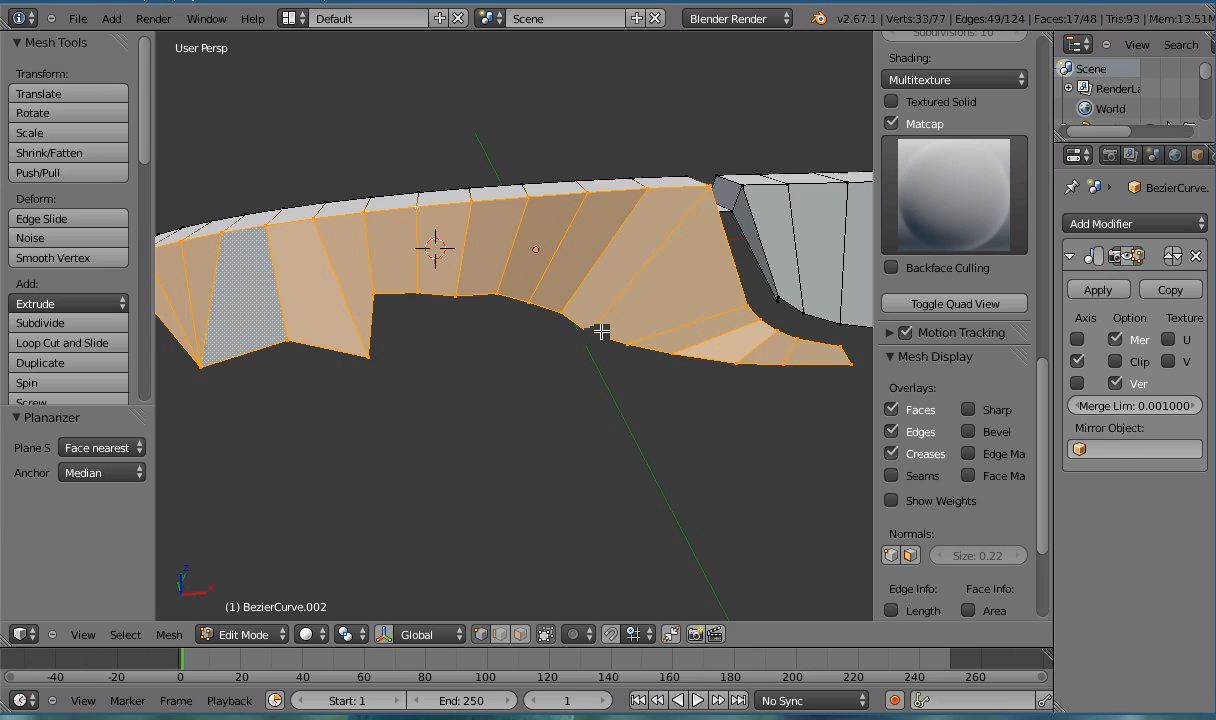 File Add Render Window Help Default Scene Blender Render v2.67.1 | Verts:33/77 | Edges:49/124 | Faces:17/48 | Tris:93 | Mem:13.51M
Mesh Tools
Transform:
Translate
Rotate
Scale
Shrink/Fatten
Push/Pull
Deform:
Edge Slide
Noise
Smooth Vertex
Add:
Extrude
Subdivide
Loop Cut and Slide
Duplicate
Spin
Screw
Planarizer
Plane S Face nearest
Anchor Median
User Persp
z
x
(1) BezierCurve.002
Subdivisions: 10
Shading:
Multitexture
Textured Solid
Matcap
Backface Culling
Toggle Quad View
Motion Tracking
Mesh Display
Overlays:
Faces Sharp
Edges Bevel
Creases Edge Ma
Seams Face Ma
Show Weights
Normals:
Size: 0.22
Edge Info: Face Info:
Length Area
View Search
Scene
RenderLa
World
BezierCurve.
Add Modifier
Apply Copy
Axis Option Texture
Mer U
Clip V
Ver
Merge Lim: 0.001000
Mirror Object:
View Select Mesh Edit Mode Global
-40 -20 0 20 40 60 80 100 120 140 160 180 200 220 240 260
View Marker Frame Playback Start: 1 End: 250 1 No Sync